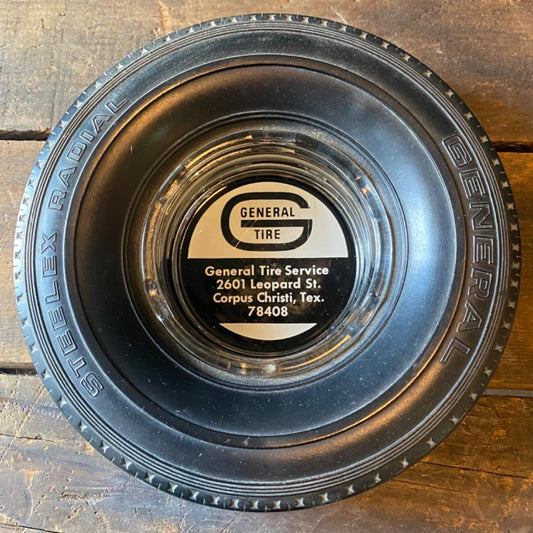 STEELEX RADIAL
GENERAL
GENERAL
TIRE
General Tire Service
2601 Leopard St.
Corpus Christi, Tex.
78408